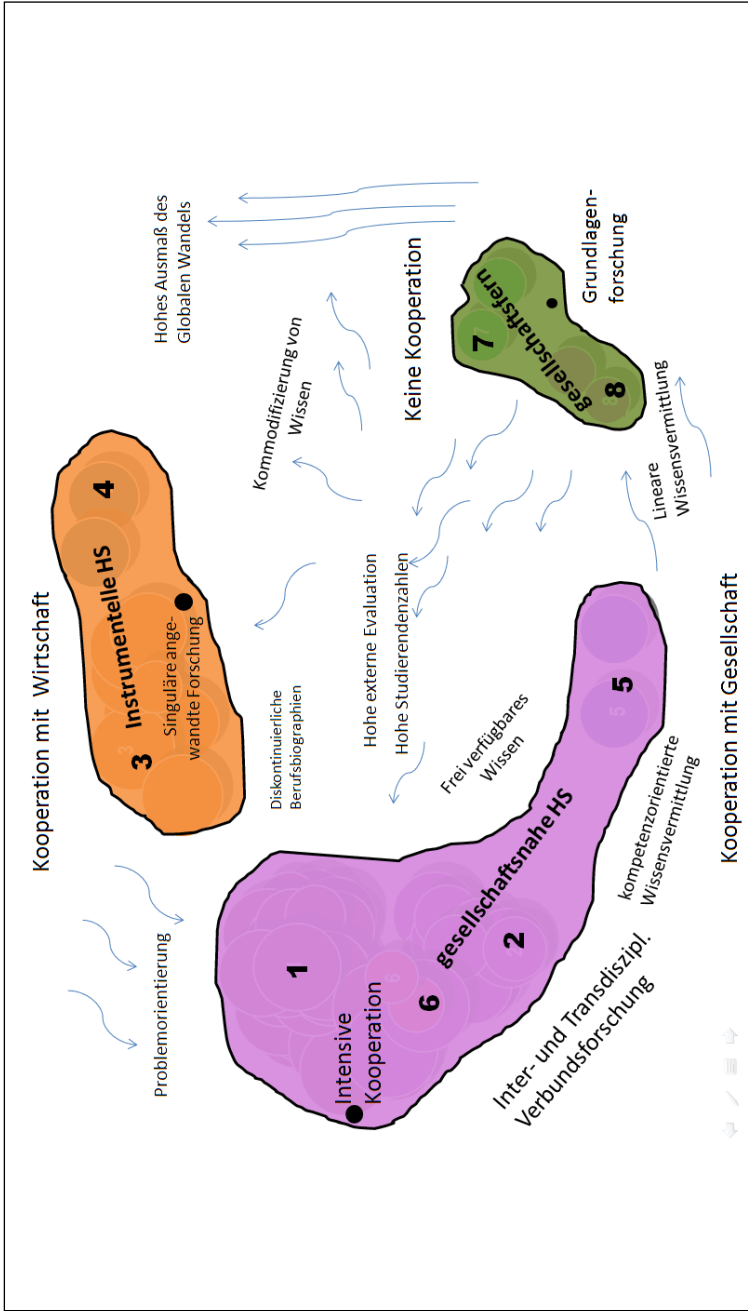 Kooperation mit Wirtschaft
Instrumentelle HS
4
3
Singuläre ange-
wandte Forschung
Problemorientierung
Hohes Ausmaß des
Globalen Wandels
Kommodifizierung von
Wissen
Diskontinuierliche
Berufsbiographien
1
Intensive
Kooperation
Hohe externe Evaluation
Hohe Studierendenzahlen
Keine Kooperation
6
gesellschaftsnahe HS
2
Frei verfügbares
Wissen
7
gesellschaftsfern
8
Grundlagen-
forschung
Inter- und Transdiszipl.
Verbundsforschung
5
kompetenzorientierte
Wissensvermittlung
Lineare
Wissensvermittlung
Kooperation mit Gesellschaft